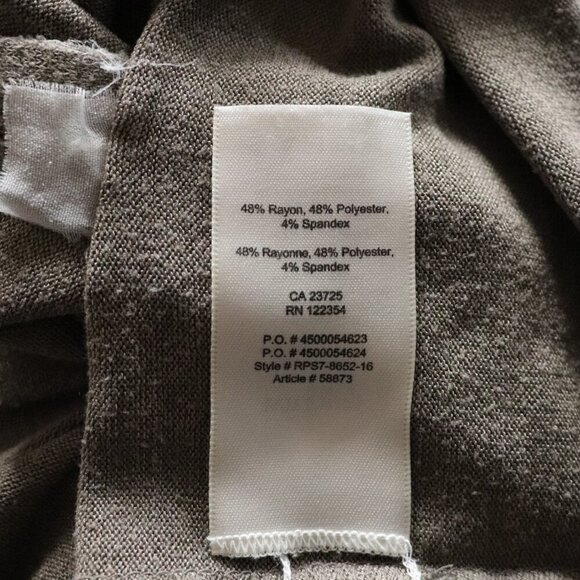 48% Rayon, 48% Polyester,
4% Spandex
48% Rayonne, 48% Polyester,
4% Spandex
CA 23725
RN 122354
P.O. # 4500054623
P.O. # 4500054624
Style # RPS7-8652-16
Article # 58873